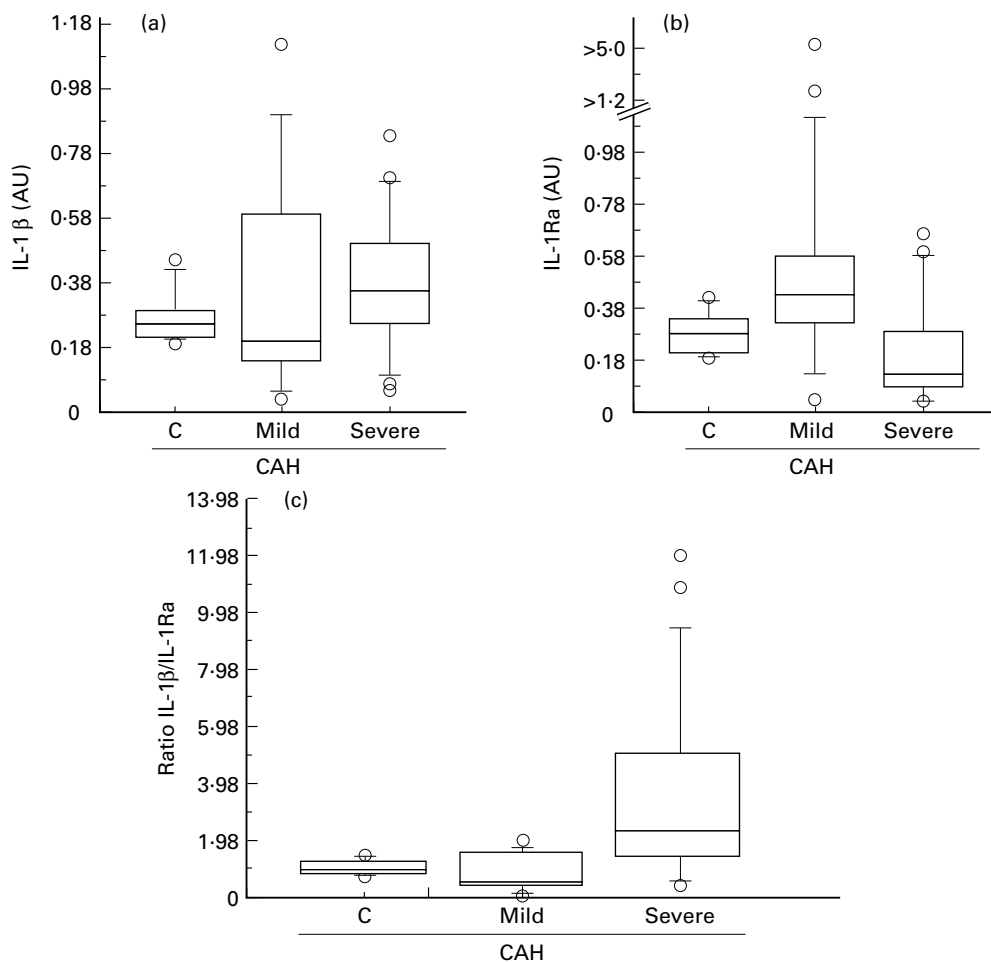 (a)
IL-1 β (AU)
1·18
0·98
0·78
0·58
0·38
0·18
0
C Mild Severe
CAH
(b)
IL-1Ra (AU)
>5·0
>1·2
0·98
0·78
0·58
0·38
0·18
0
C Mild Severe
CAH
(c)
Ratio IL-1β/IL-1Ra
13·98
11·98
9·98
7·98
5·98
3·98
1·98
0
C Mild Severe
CAH